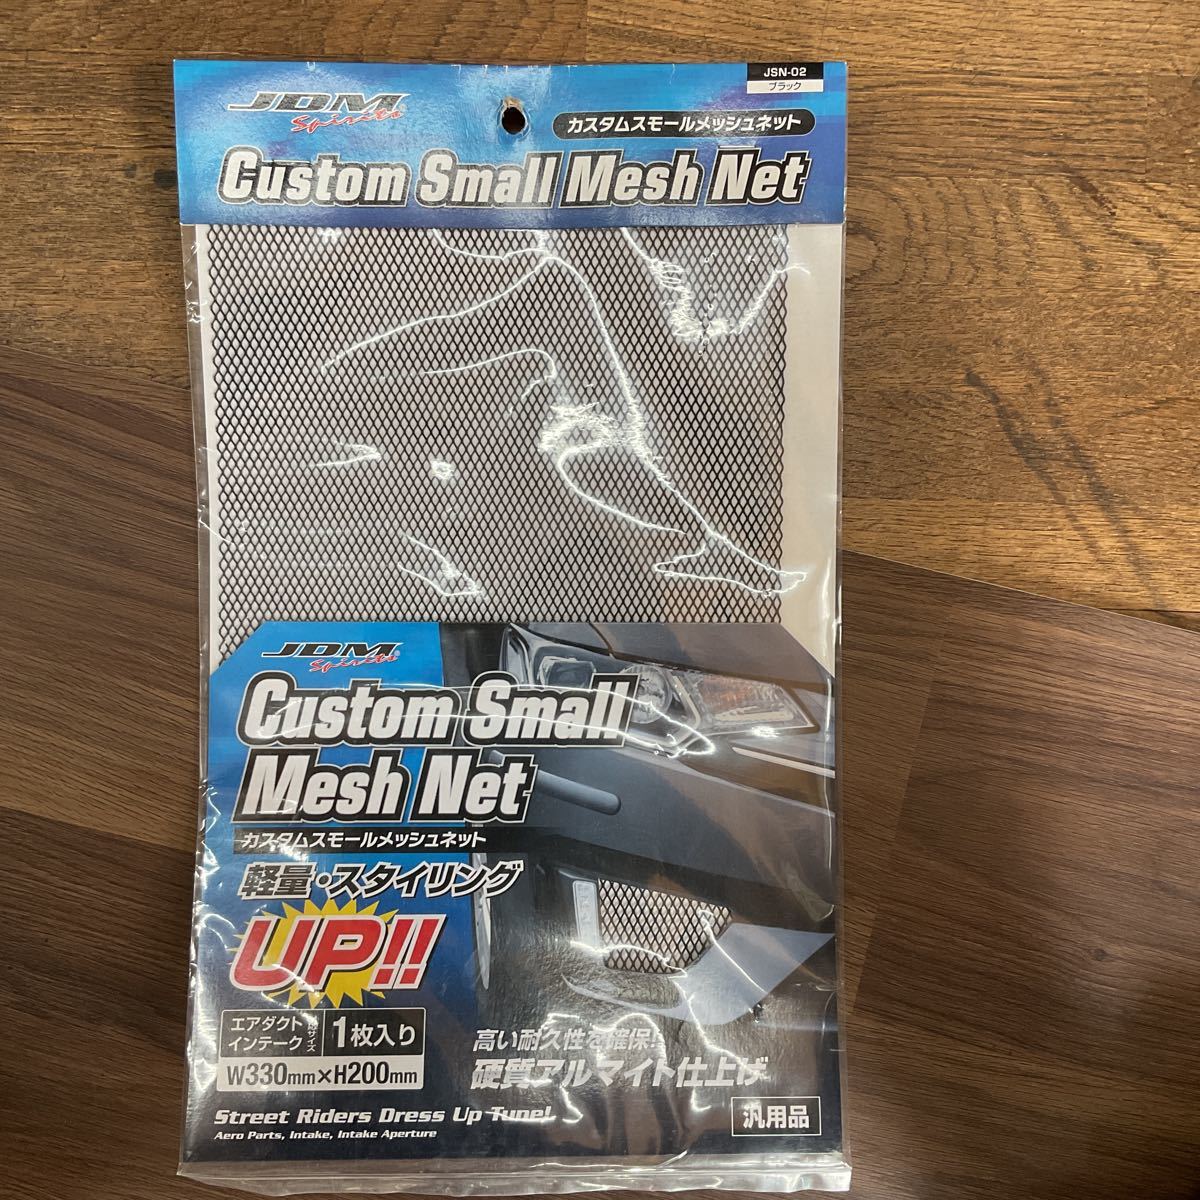 JSN-02
ブラック
JDM
Spirits
カスタムスモールメッシュネット
Custom Small Mesh Net
JDM
Spirits®
Custom Small
Mesh Net
カスタムスモールメッシュネット
軽量・スタイリング
UP!!
エアダクト
インテーク
対応サイズ
1枚入り
W330mm×H200mm
高い耐久性を確保!
硬質アルマイト仕上げ
Street Riders Dress Up Tune!
Aero Parts, Intake, Intake Aperture
汎用品